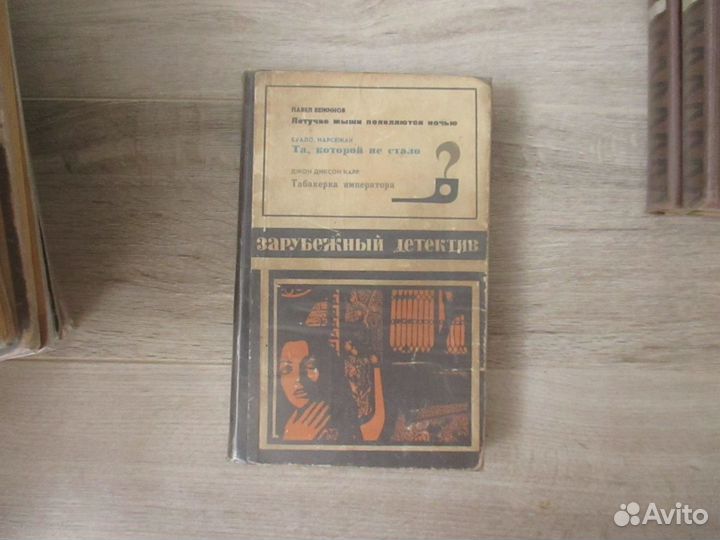 ПАВЕЛ ВЕЖИНОВ
Летучие мыши появляются ночью
БУАЛО, НАРСЕЖАК
Та, которой не стало
ДЖОН ДИКСОН КАРР
Табакерка императора
?
ЗАРУБЕЖНЫЙ ДЕТЕКТИВ
Avito